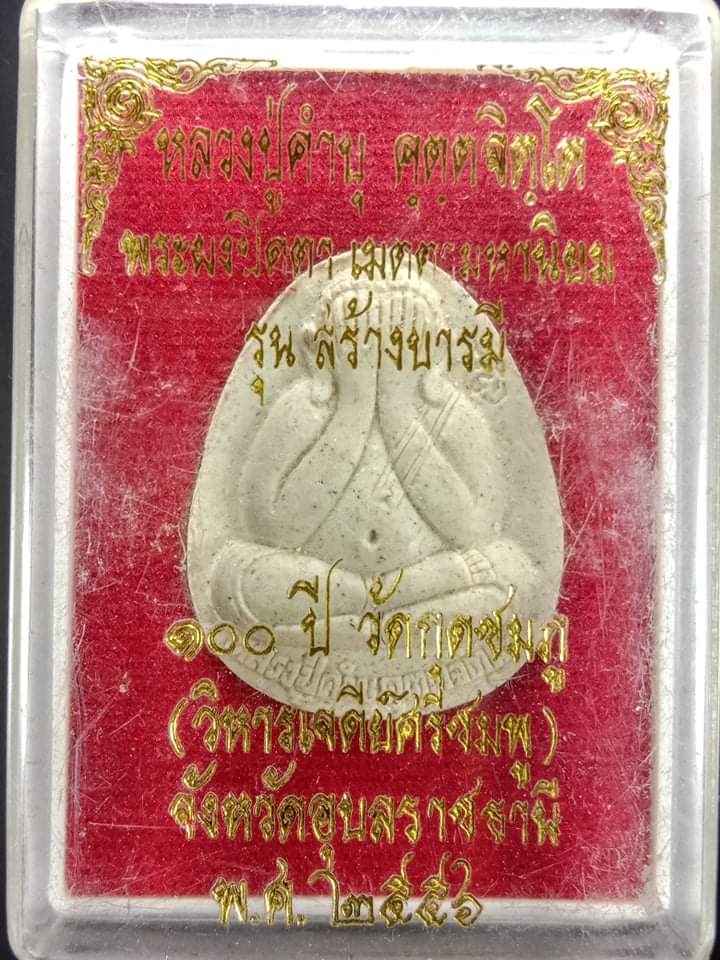 หลวงปู่คำบุ คุตฺตจิตฺโต
พระผงปิดตา เมตตามหานิยม
รุ่น สร้างบารมี
๑๐๐ ปี วัดกุดชมภู
(วิหารเจดีย์ศรีชมพู)
จังหวัดอุบลราชธานี
พ.ศ. ๒๕๕๖